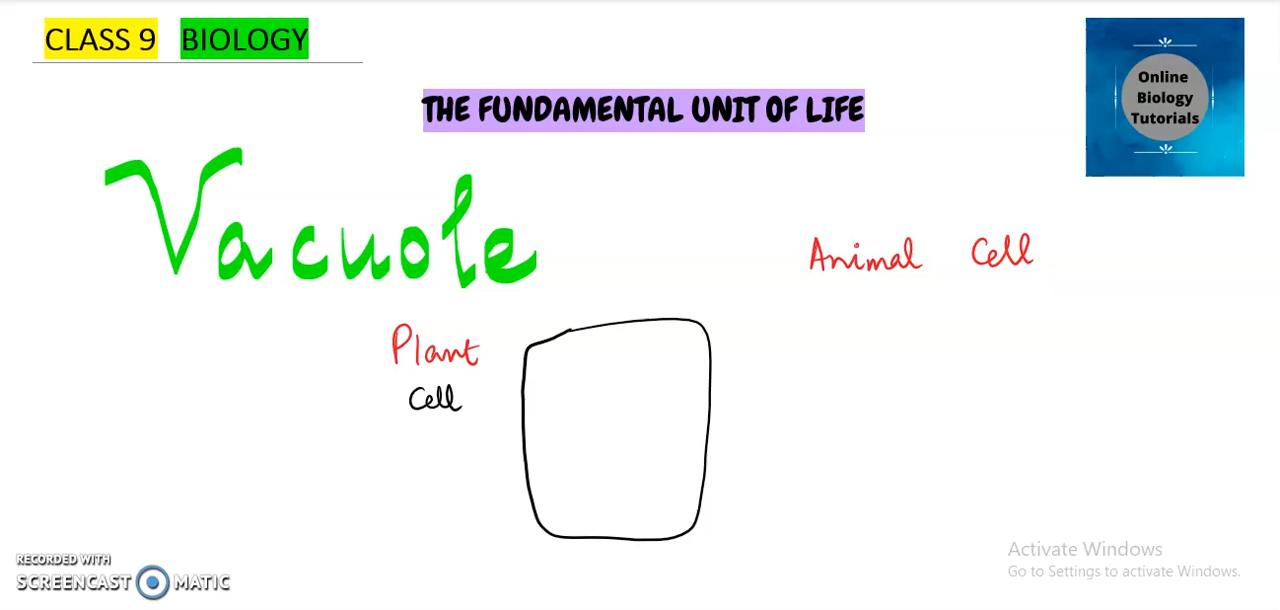 CLASS 9 BIOLOGY
Online
Biology
Tutorials
THE FUNDAMENTAL UNIT OF LIFE
Vacuole
Animal Cell
Plant
Cell
Activate Windows
Go to Settings to activate Windows.
RECORDED WITH
SCREENCAST MATIC